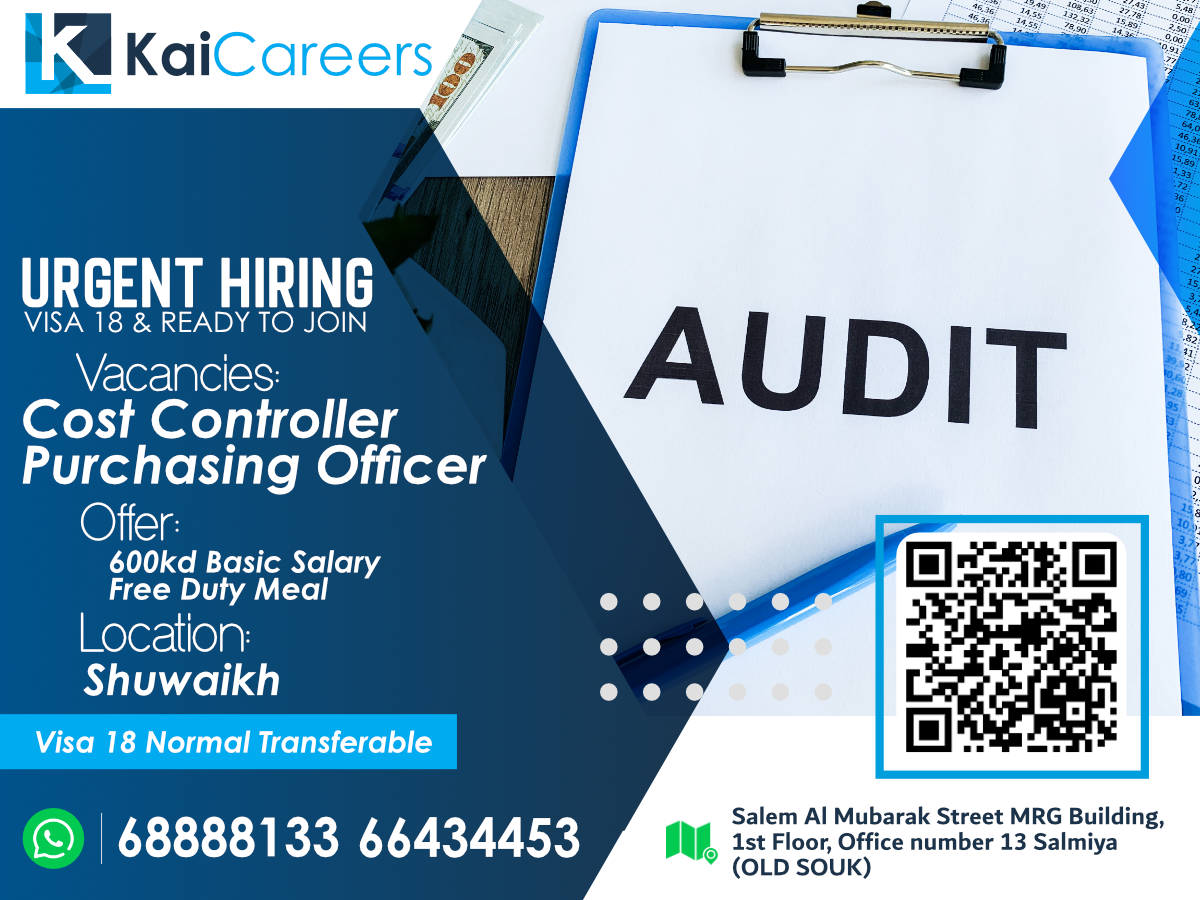 KaiCareers
URGENT HIRING
VISA 18 & READY TO JOIN
Vacancies:
Cost Controller
Purchasing Officer
Offer:
600kd Basic Salary
Free Duty Meal
Location:
Shuwaikh
Visa 18 Normal Transferable
68888133 66434453
AUDIT
Salem Al Mubarak Street MRG Building,
1st Floor, Office number 13 Salmiya
(OLD SOUK)